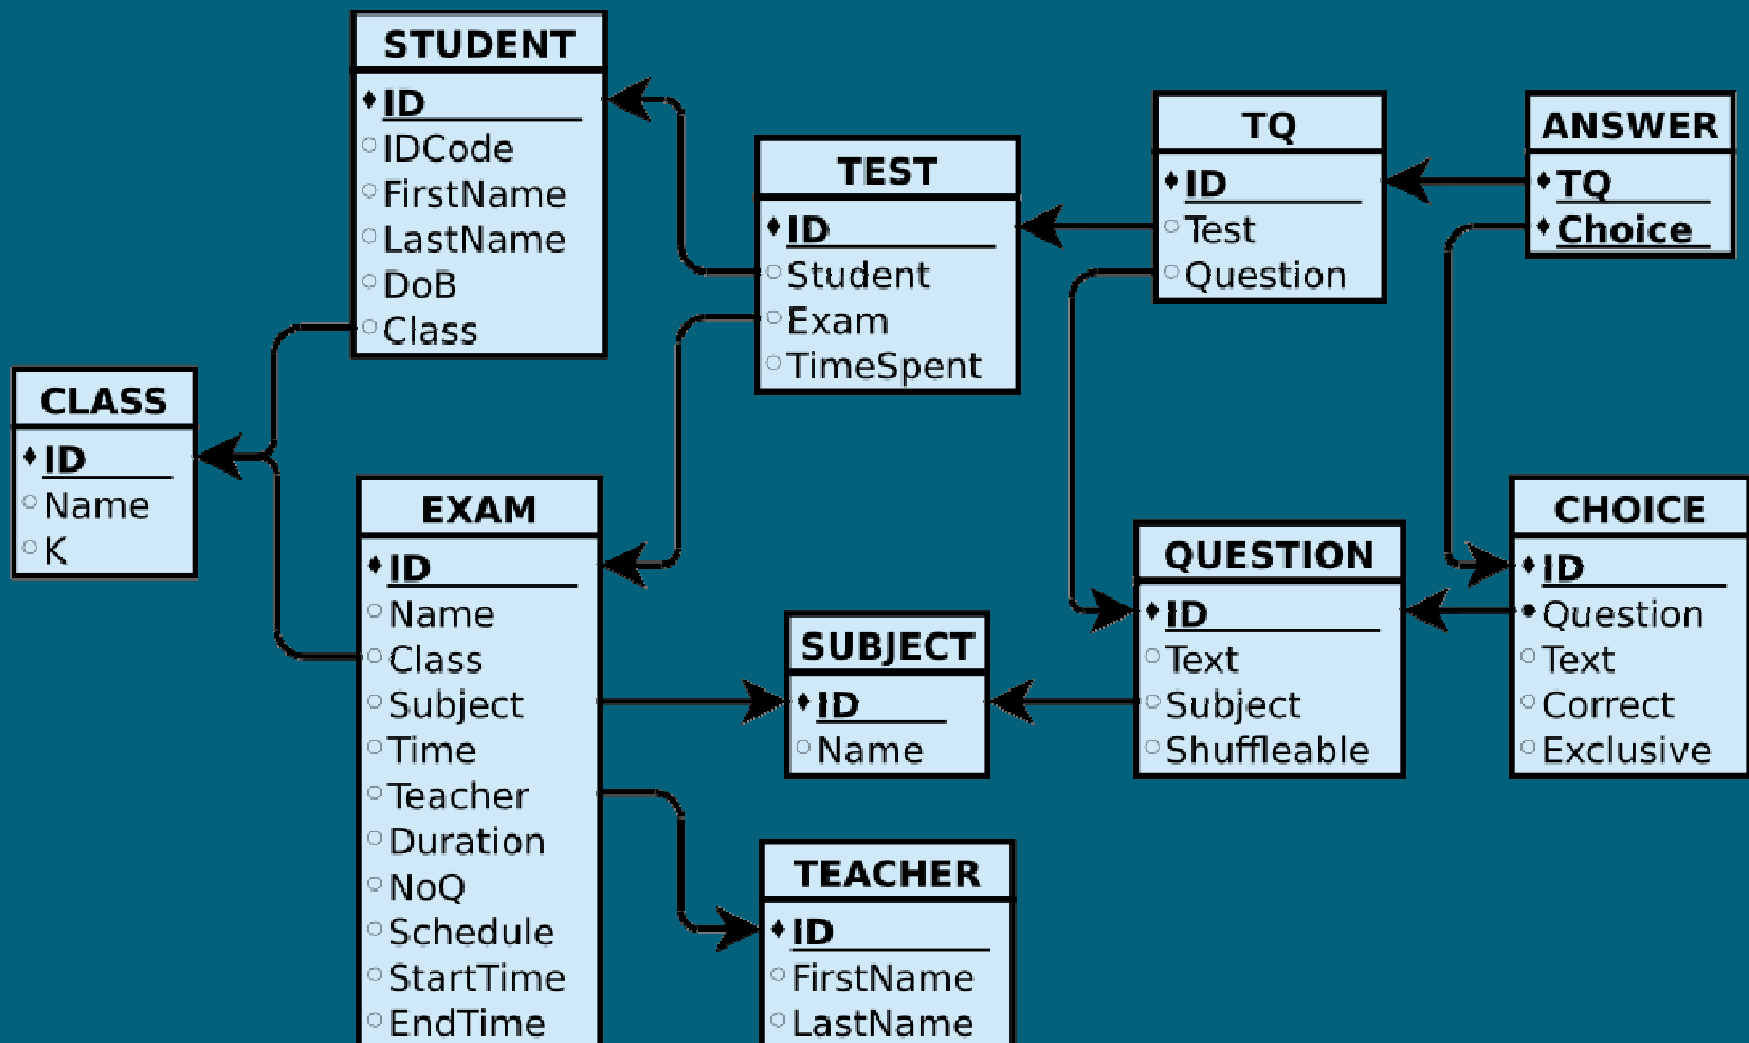 STUDENT
ID
IDCode
FirstName
LastName
DoB
Class
CLASS
ID
Name
K
EXAM
ID
Name
Class
Subject
Time
Teacher
Duration
NoQ
Schedule
StartTime
EndTime
TEST
ID
Student
Exam
TimeSpent
SUBJECT
ID
Name
TEACHER
ID
FirstName
LastName
TQ
ID
Test
Question
QUESTION
ID
Text
Subject
Shuffleable
ANSWER
TQ
Choice
CHOICE
ID
Question
Text
Correct
Exclusive